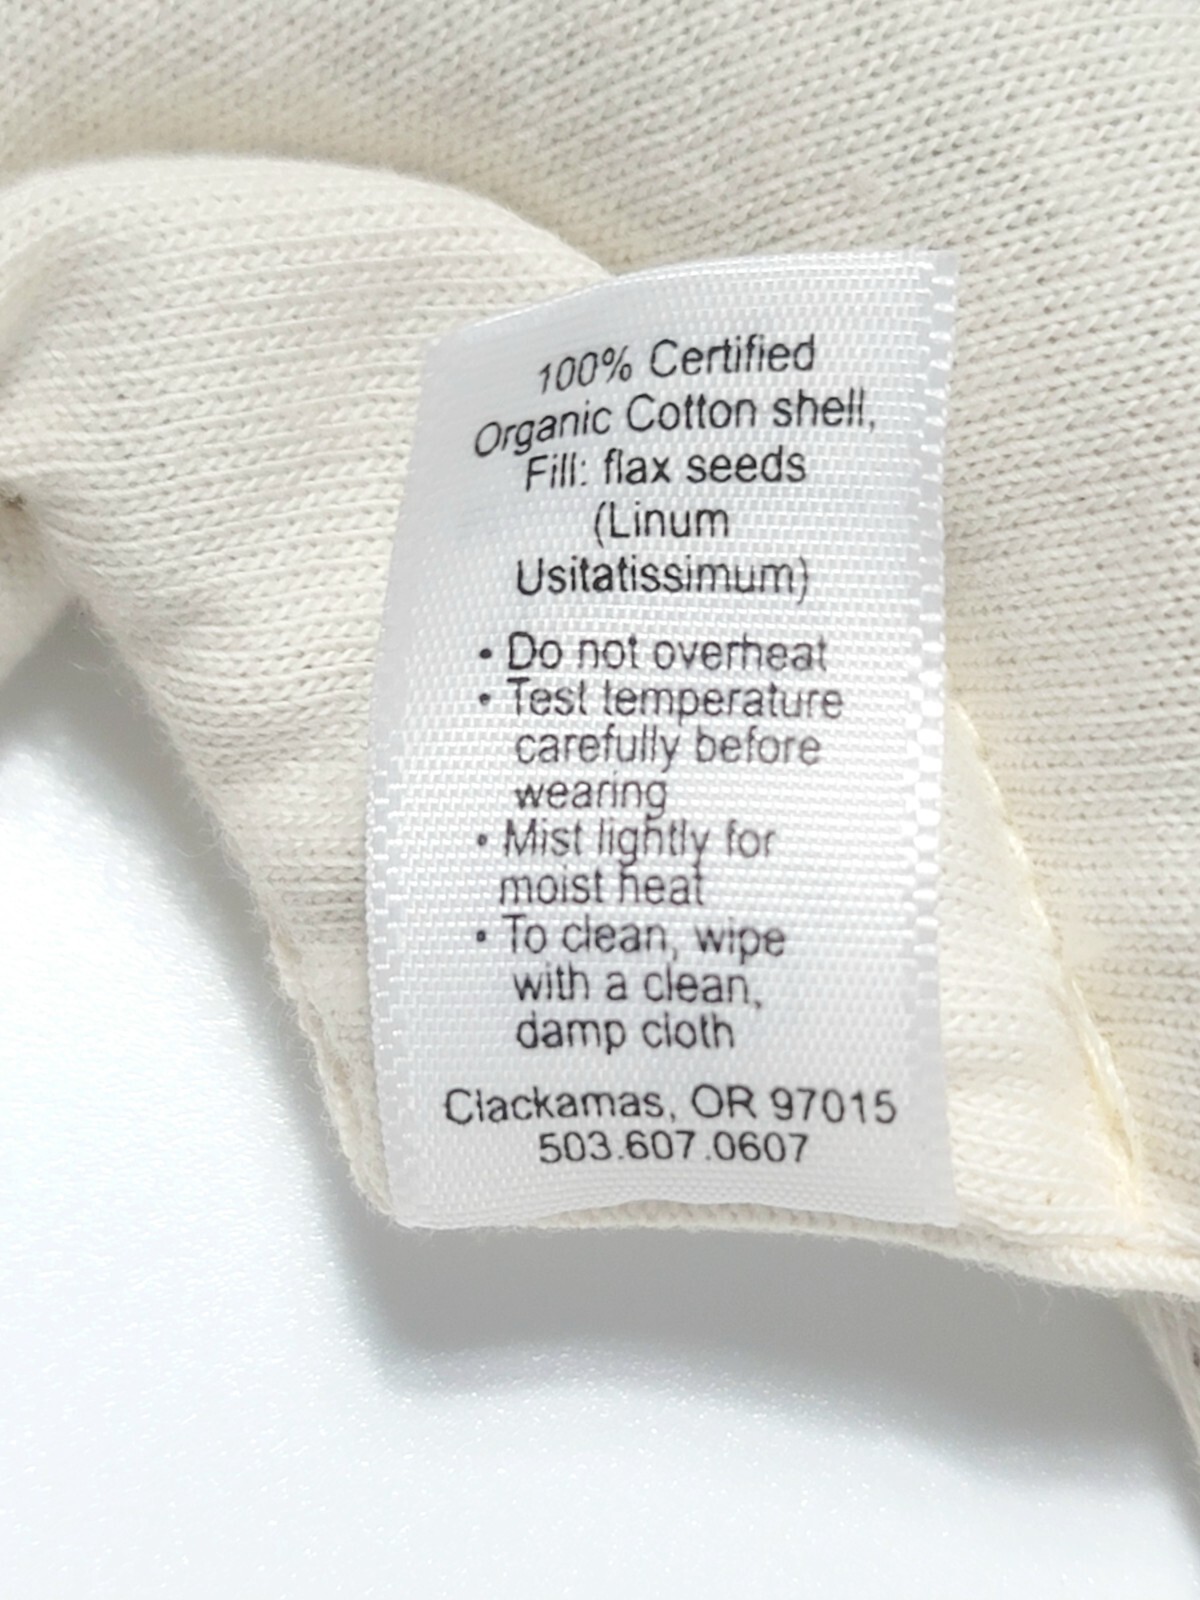 100% Certified
Organic Cotton shell,
Fill: flax seeds
(Linum
Usitatissimum)
• Do not overheat
• Test temperature
carefully before
wearing
• Mist lightly for
moist heat
• To clean, wipe
with a clean,
damp cloth
Clackamas, OR 97015
503.607.0607